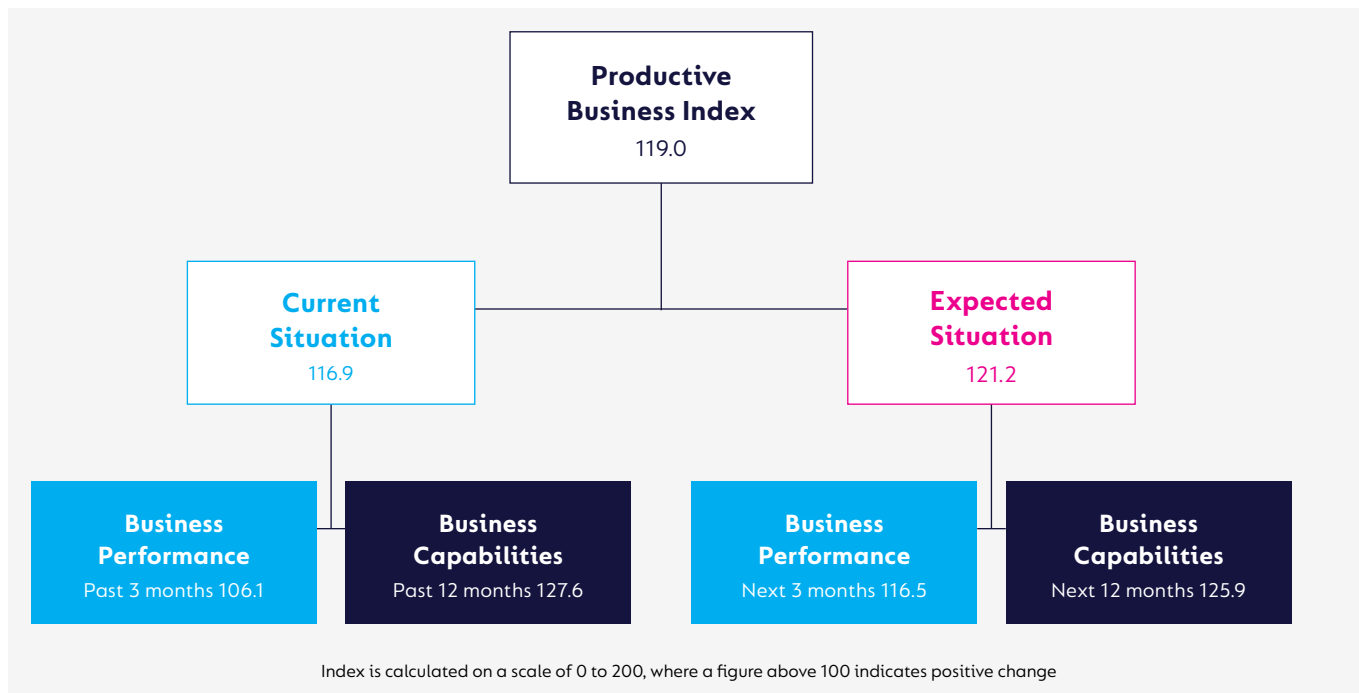 Productive
Business Index
119.0
Current
Situation
116.9
Expected
Situation
121.2
Business
Performance
Past 3 months 106.1
Business
Capabilities
Past 12 months 127.6
Business
Performance
Next 3 months 116.5
Business
Capabilities
Next 12 months 125.9
Index is calculated on a scale of 0 to 200, where a figure above 100 indicates positive change